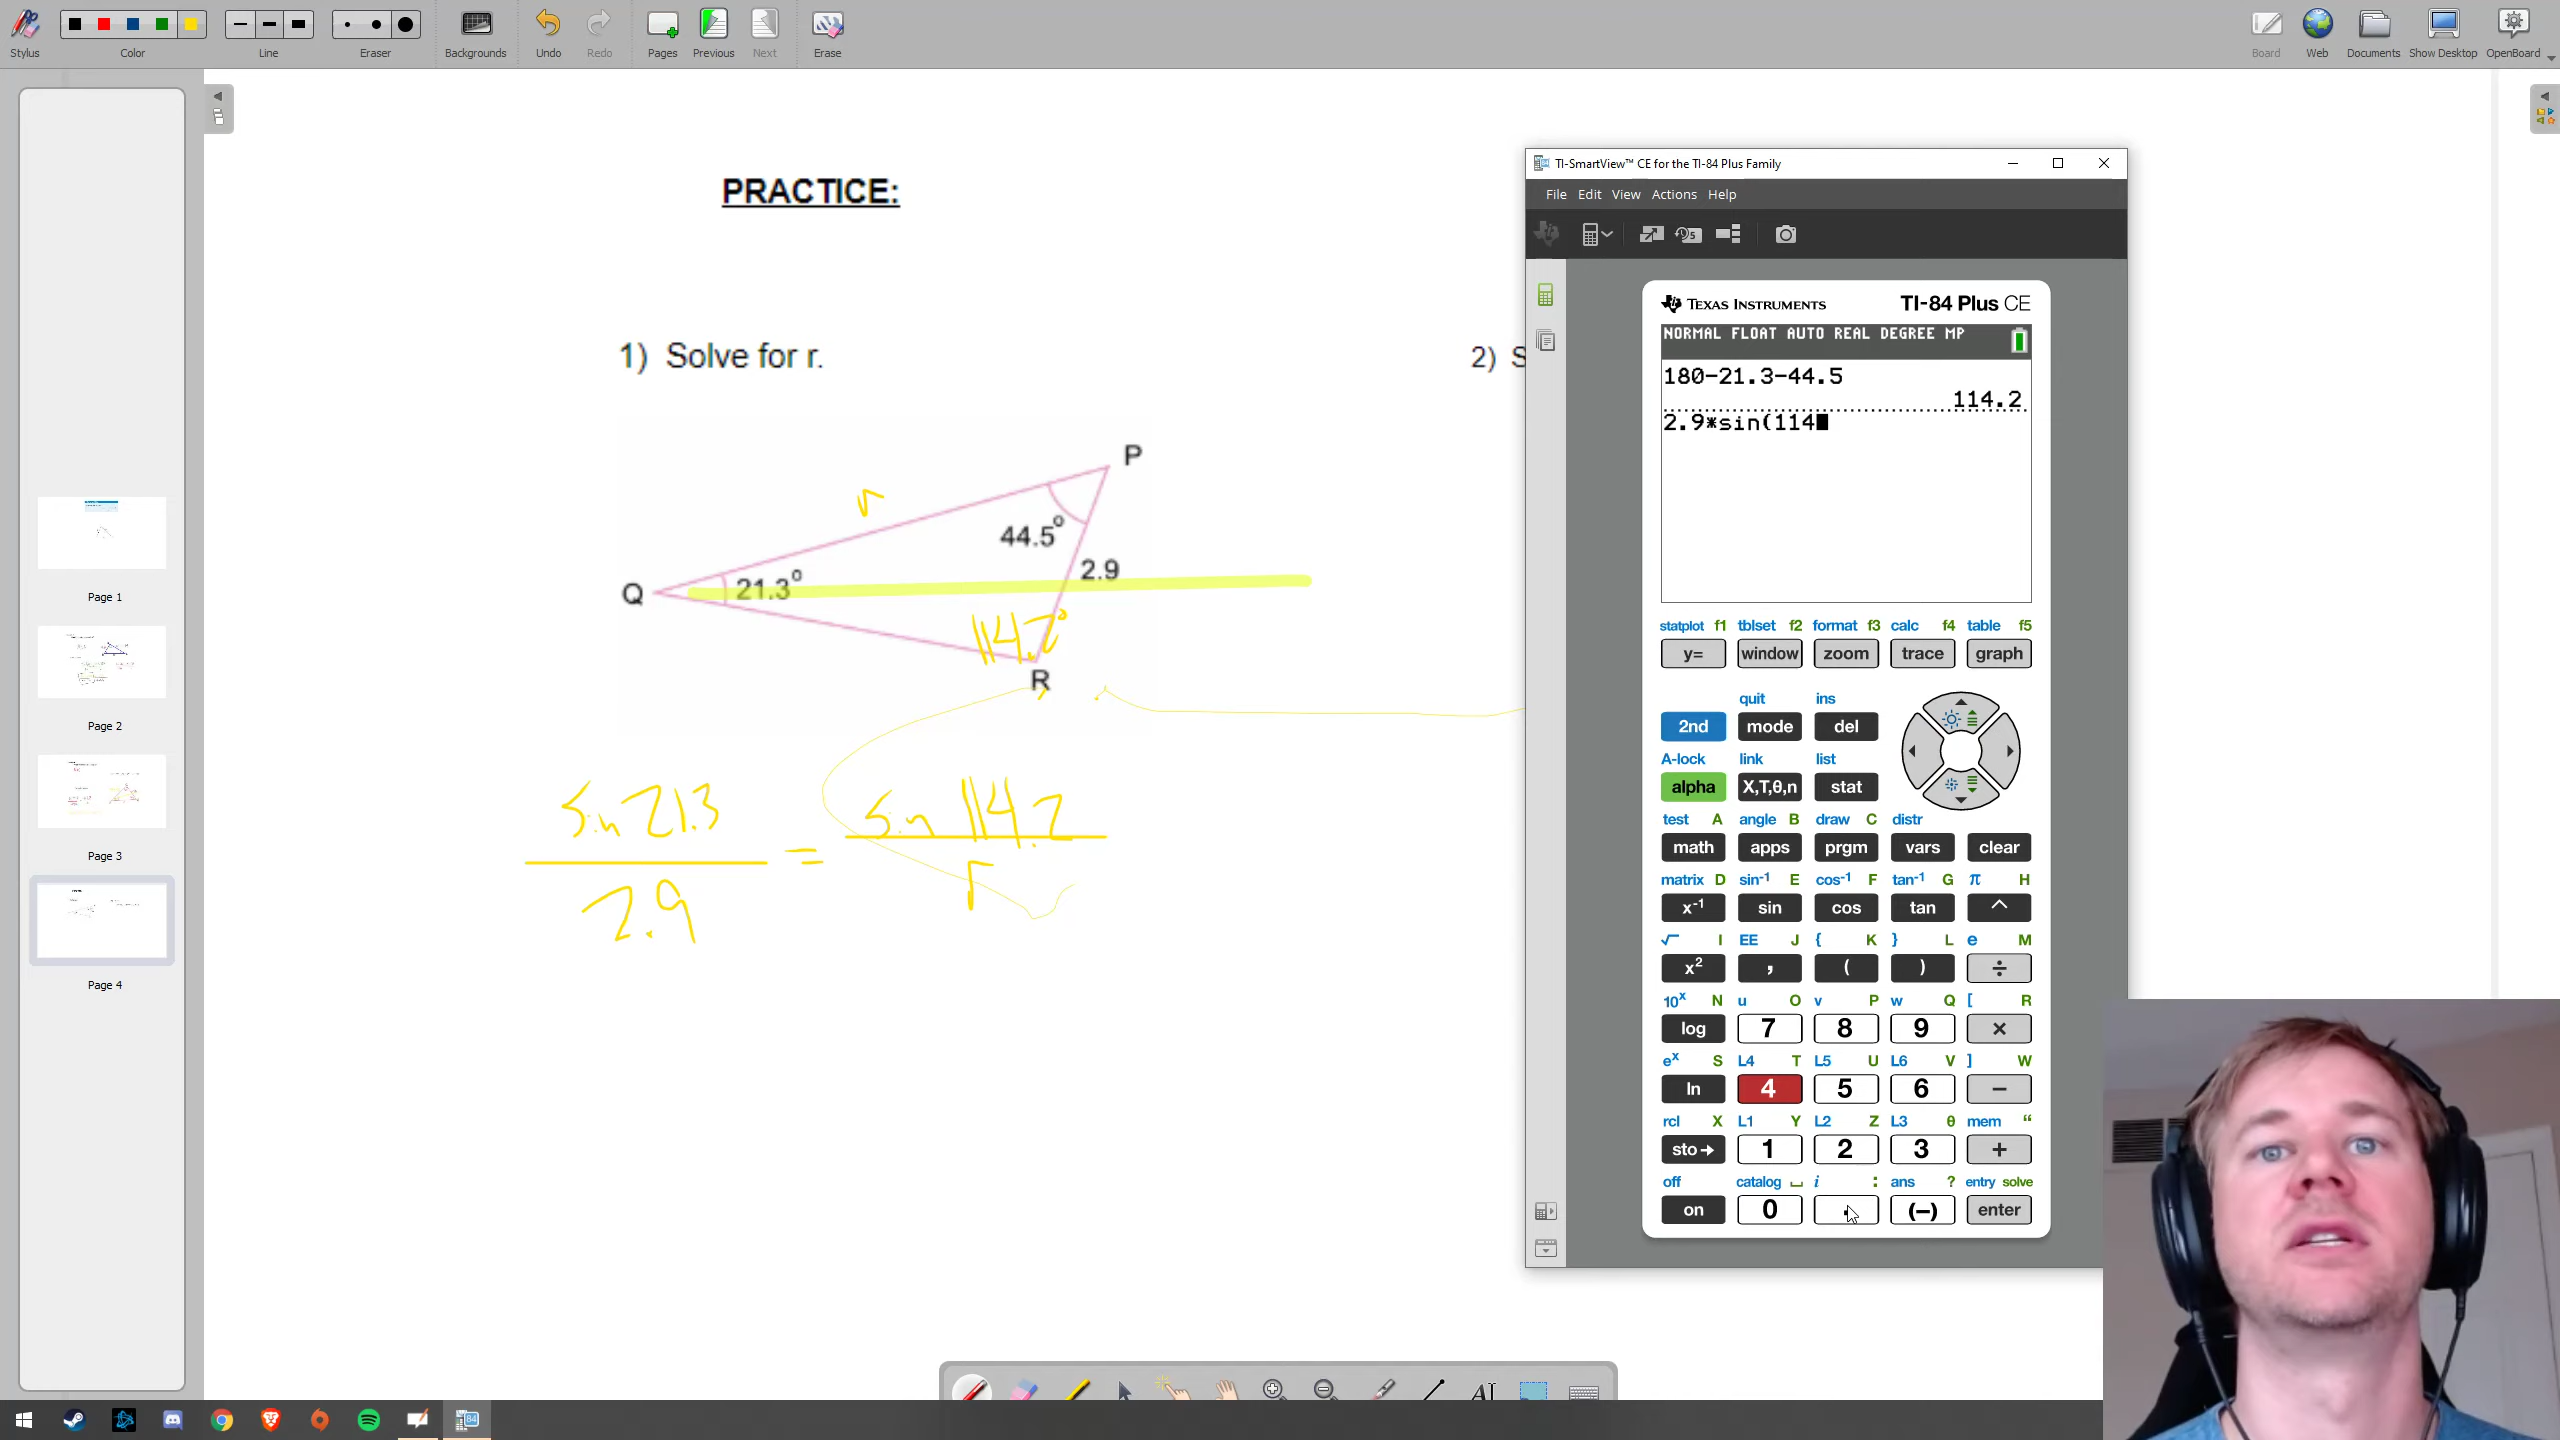 Stylus
Color
Line
Eraser
Backgrounds
Undo
Redo
Pages
Previous
Next
Erase
Board
Web
Documents
Show Desktop
OpenBoard
Page 1
Page 2
Page 3
Page 4
PRACTICE:
1) Solve for r.
2) S
P
r
44.5°
2.9
Q
21.3°
114.2°
R
sin 21.3
2.9
=
sin 114.2
r
TI-SmartView™ CE for the TI-84 Plus Family
File Edit View Actions Help
TEXAS INSTRUMENTS TI-84 Plus CE
NORMAL FLOAT AUTO REAL DEGREE MP
180-21.3-44.5
114.2
2.9*sin(114
statplot f1 tblset f2 format f3 calc f4 table f5
y= window zoom trace graph
quit ins
2nd mode del
A-lock link list
alpha X,T,θ,n stat
test A angle B draw C distr
math apps prgm vars clear
matrix D sin⁻¹ E cos⁻¹ F tan⁻¹ G π H
x⁻¹ sin cos tan ^
√ I EE J { K } L e M
x² , ( ) ÷
10ˣ N u O v P w Q [ R
log 7 8 9 ×
eˣ S L4 T L5 U L6 V ] W
ln 4 5 6 −
rcl X L1 Y L2 Z L3 θ mem “
sto→ 1 2 3 +
off catalog ⎵ i : ans ? entry solve
on 0 . (−) enter
84